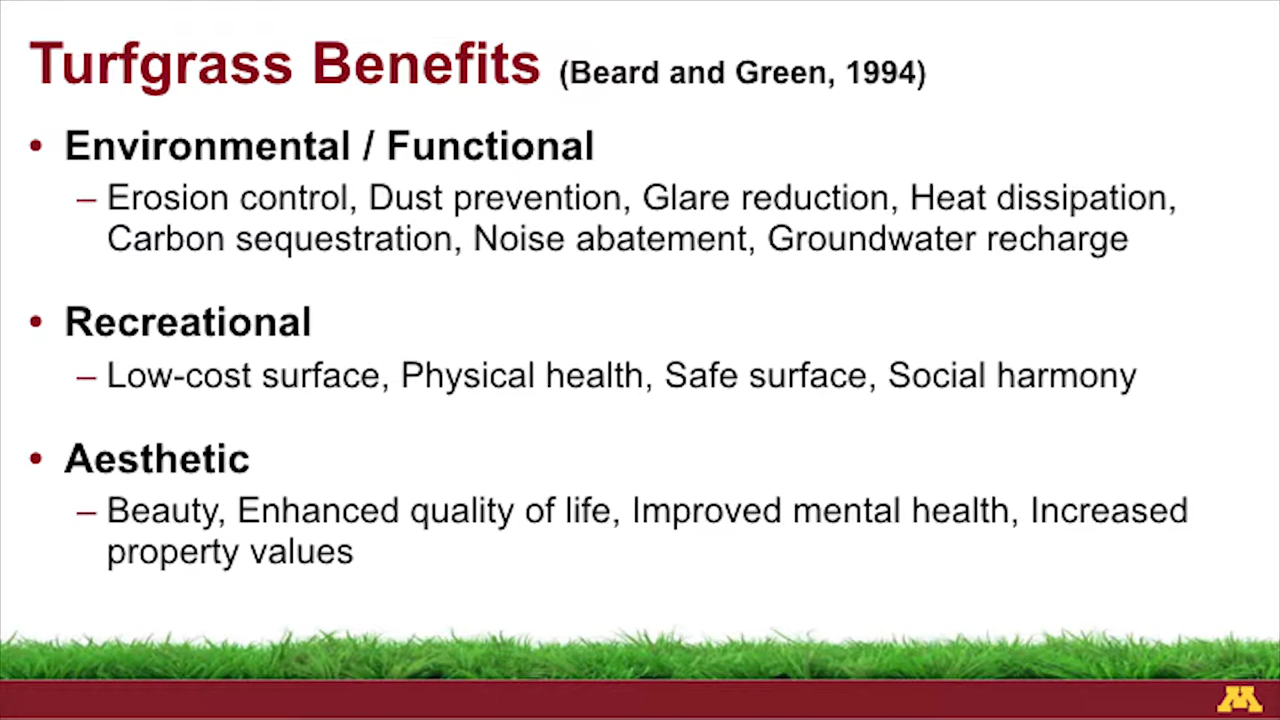 Turfgrass Benefits (Beard and Green, 1994)
• Environmental / Functional
– Erosion control, Dust prevention, Glare reduction, Heat dissipation,
Carbon sequestration, Noise abatement, Groundwater recharge
• Recreational
– Low-cost surface, Physical health, Safe surface, Social harmony
• Aesthetic
– Beauty, Enhanced quality of life, Improved mental health, Increased
property values
M